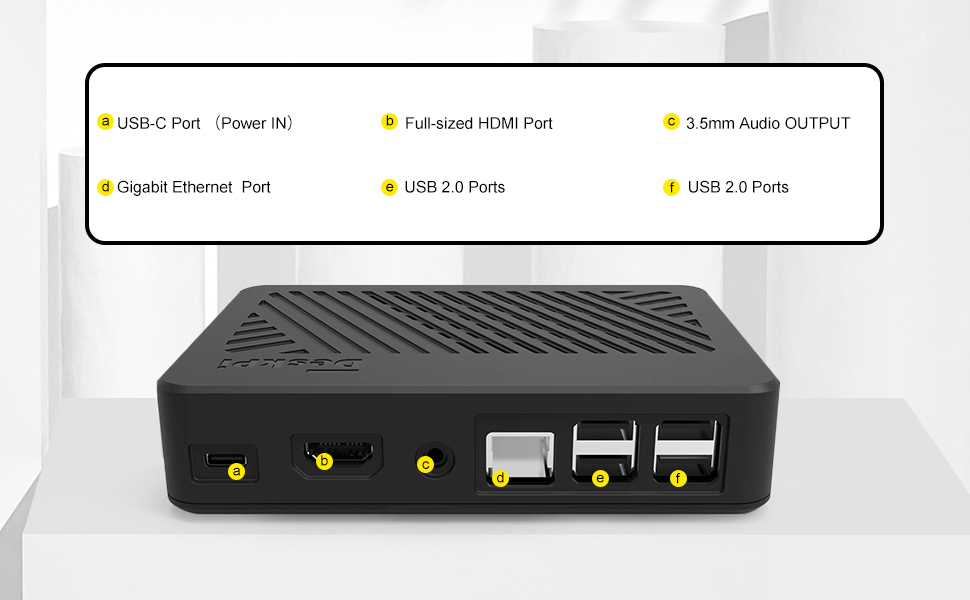 a USB-C Port （Power IN）
b Full-sized HDMI Port
c 3.5mm Audio OUTPUT
d Gigabit Ethernet Port
e USB 2.0 Ports
f USB 2.0 Ports
DeskPi
a
b
c
d
e
f